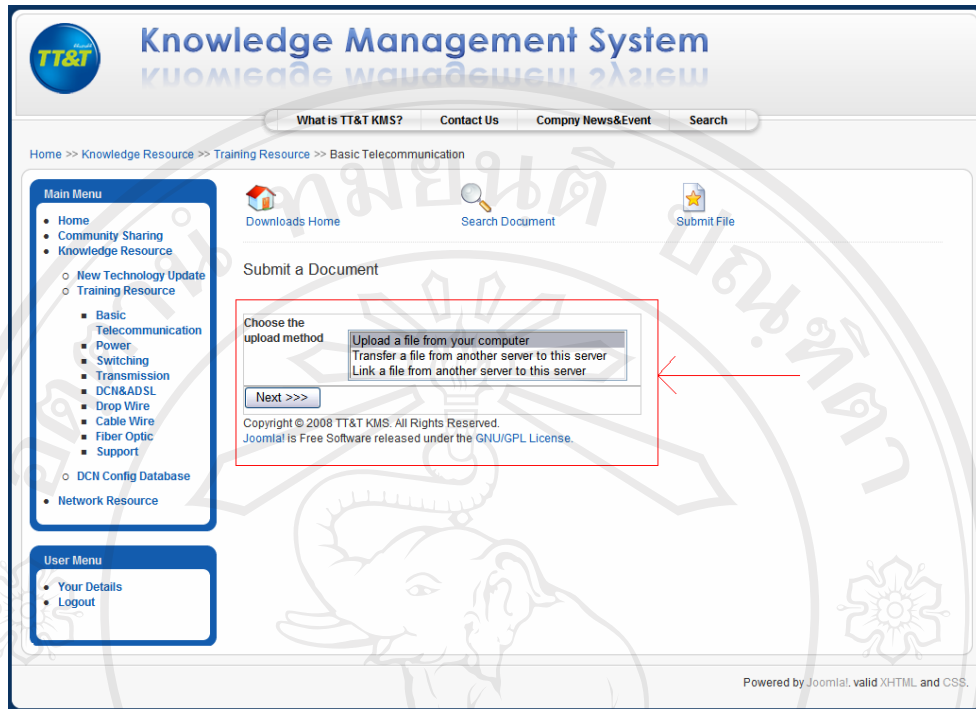 TT&T
Knowledge Management System
What is TT&T KMS? Contact Us Compny News&Event Search
Home >> Knowledge Resource >> Training Resource >> Basic Telecommunication
Main Menu
Home
Community Sharing
Knowledge Resource
New Technology Update
Training Resource
Basic
Telecommunication
Power
Switching
Transmission
DCN&ADSL
Drop Wire
Cable Wire
Fiber Optic
Support
DCN Config Database
Network Resource
User Menu
Your Details
Logout
Downloads Home Search Document Submit File
Submit a Document
Choose the
upload method
Upload a file from your computer
Transfer a file from another server to this server
Link a file from another server to this server
Next >>>
Copyright © 2008 TT&T KMS. All Rights Reserved.
Joomla! is Free Software released under the GNU/GPL License.
Powered by Joomla!. valid XHTML and CSS.